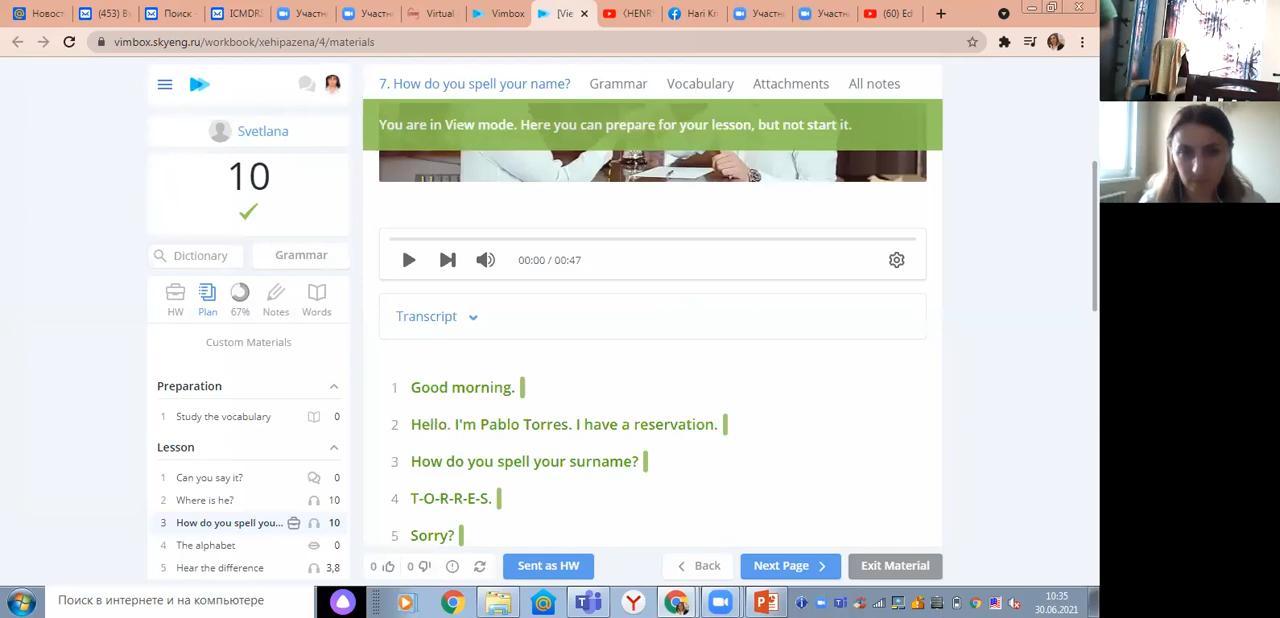 Новост
(453) Вх
Поиск -
ICMDRS
Участн
Участн
Virtual
Vimbox
[Vie
Участн
Участн
(HENR'
Hari Kr
Участн
Участн
(60) Ed
vimbox.skyeng.ru/workbook/xehipazena/4/materials
Svetlana
10
Dictionary
Grammar
HW
Plan
67%
Notes
Words
Custom Materials
Preparation
1 Study the vocabulary 0
Lesson
1 Can you say it? 0
2 Where is he? 10
3 How do you spell you... 10
4 The alphabet 0
5 Hear the difference 3,8
7. How do you spell your name? Grammar Vocabulary Attachments All notes
You are in View mode. Here you can prepare for your lesson, but not start it.
00:00 / 00:47
Transcript
1 Good morning.
2 Hello. I'm Pablo Torres. I have a reservation.
3 How do you spell your surname?
4 T-O-R-R-E-S.
5 Sorry?
0 0 Sent as HW Back Next Page Exit Material
Поиск в интернете и на компьютере
10:35
30.06.2021